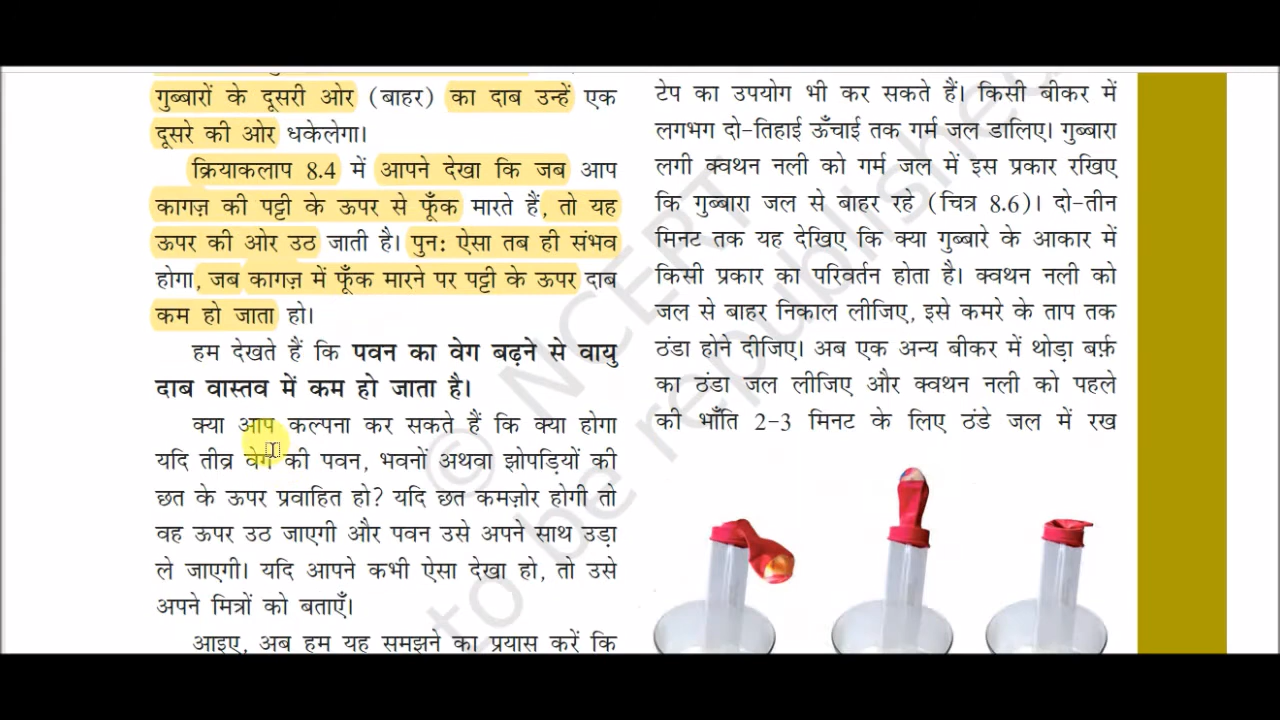 गुब्बारों के दूसरी ओर (बाहर) का दाब उन्हें एक
दूसरे की ओर धकेलेगा।
क्रियाकलाप 8.4 में आपने देखा कि जब आप
कागज़ की पट्टी के ऊपर से फूँक मारते हैं, तो यह
ऊपर की ओर उठ जाती है। पुन: ऐसा तब ही संभव
होगा, जब कागज़ में फूँक मारने पर पट्टी के ऊपर दाब
कम हो जाता हो।
हम देखते हैं कि पवन का वेग बढ़ने से वायु
दाब वास्तव में कम हो जाता है।
क्या आप कल्पना कर सकते हैं कि क्या होगा
यदि तीव्र वेग की पवन, भवनों अथवा झोपड़ियों की
छत के ऊपर प्रवाहित हो? यदि छत कमज़ोर होगी तो
वह ऊपर उठ जाएगी और पवन उसे अपने साथ उड़ा
ले जाएगी। यदि आपने कभी ऐसा देखा हो, तो उसे
अपने मित्रों को बताएँ।
आइए, अब हम यह समझने का प्रयास करें कि
टेप का उपयोग भी कर सकते हैं। किसी बीकर में
लगभग दो-तिहाई ऊँचाई तक गर्म जल डालिए। गुब्बारा
लगी क्वथन नली को गर्म जल में इस प्रकार रखिए
कि गुब्बारा जल से बाहर रहे (चित्र 8.6)। दो-तीन
मिनट तक यह देखिए कि क्या गुब्बारे के आकार में
किसी प्रकार का परिवर्तन होता है। क्वथन नली को
जल से बाहर निकाल लीजिए, इसे कमरे के ताप तक
ठंडा होने दीजिए। अब एक अन्य बीकर में थोड़ा बर्फ़
का ठंडा जल लीजिए और क्वथन नली को पहले
की भाँति 2-3 मिनट के लिए ठंडे जल में रख
© NCERT
to be republished